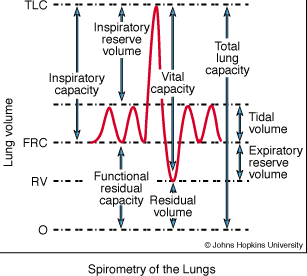 TLC
Inspiratory
reserve
volume
Inspiratory
capacity
Vital
capacity
Total
lung
capacity
Lung volume
Tidal
volume
FRC
Expiratory
reserve
volume
RV
Functional
residual
capacity
Residual
volume
O
© Johns Hopkins University
Spirometry of the Lungs